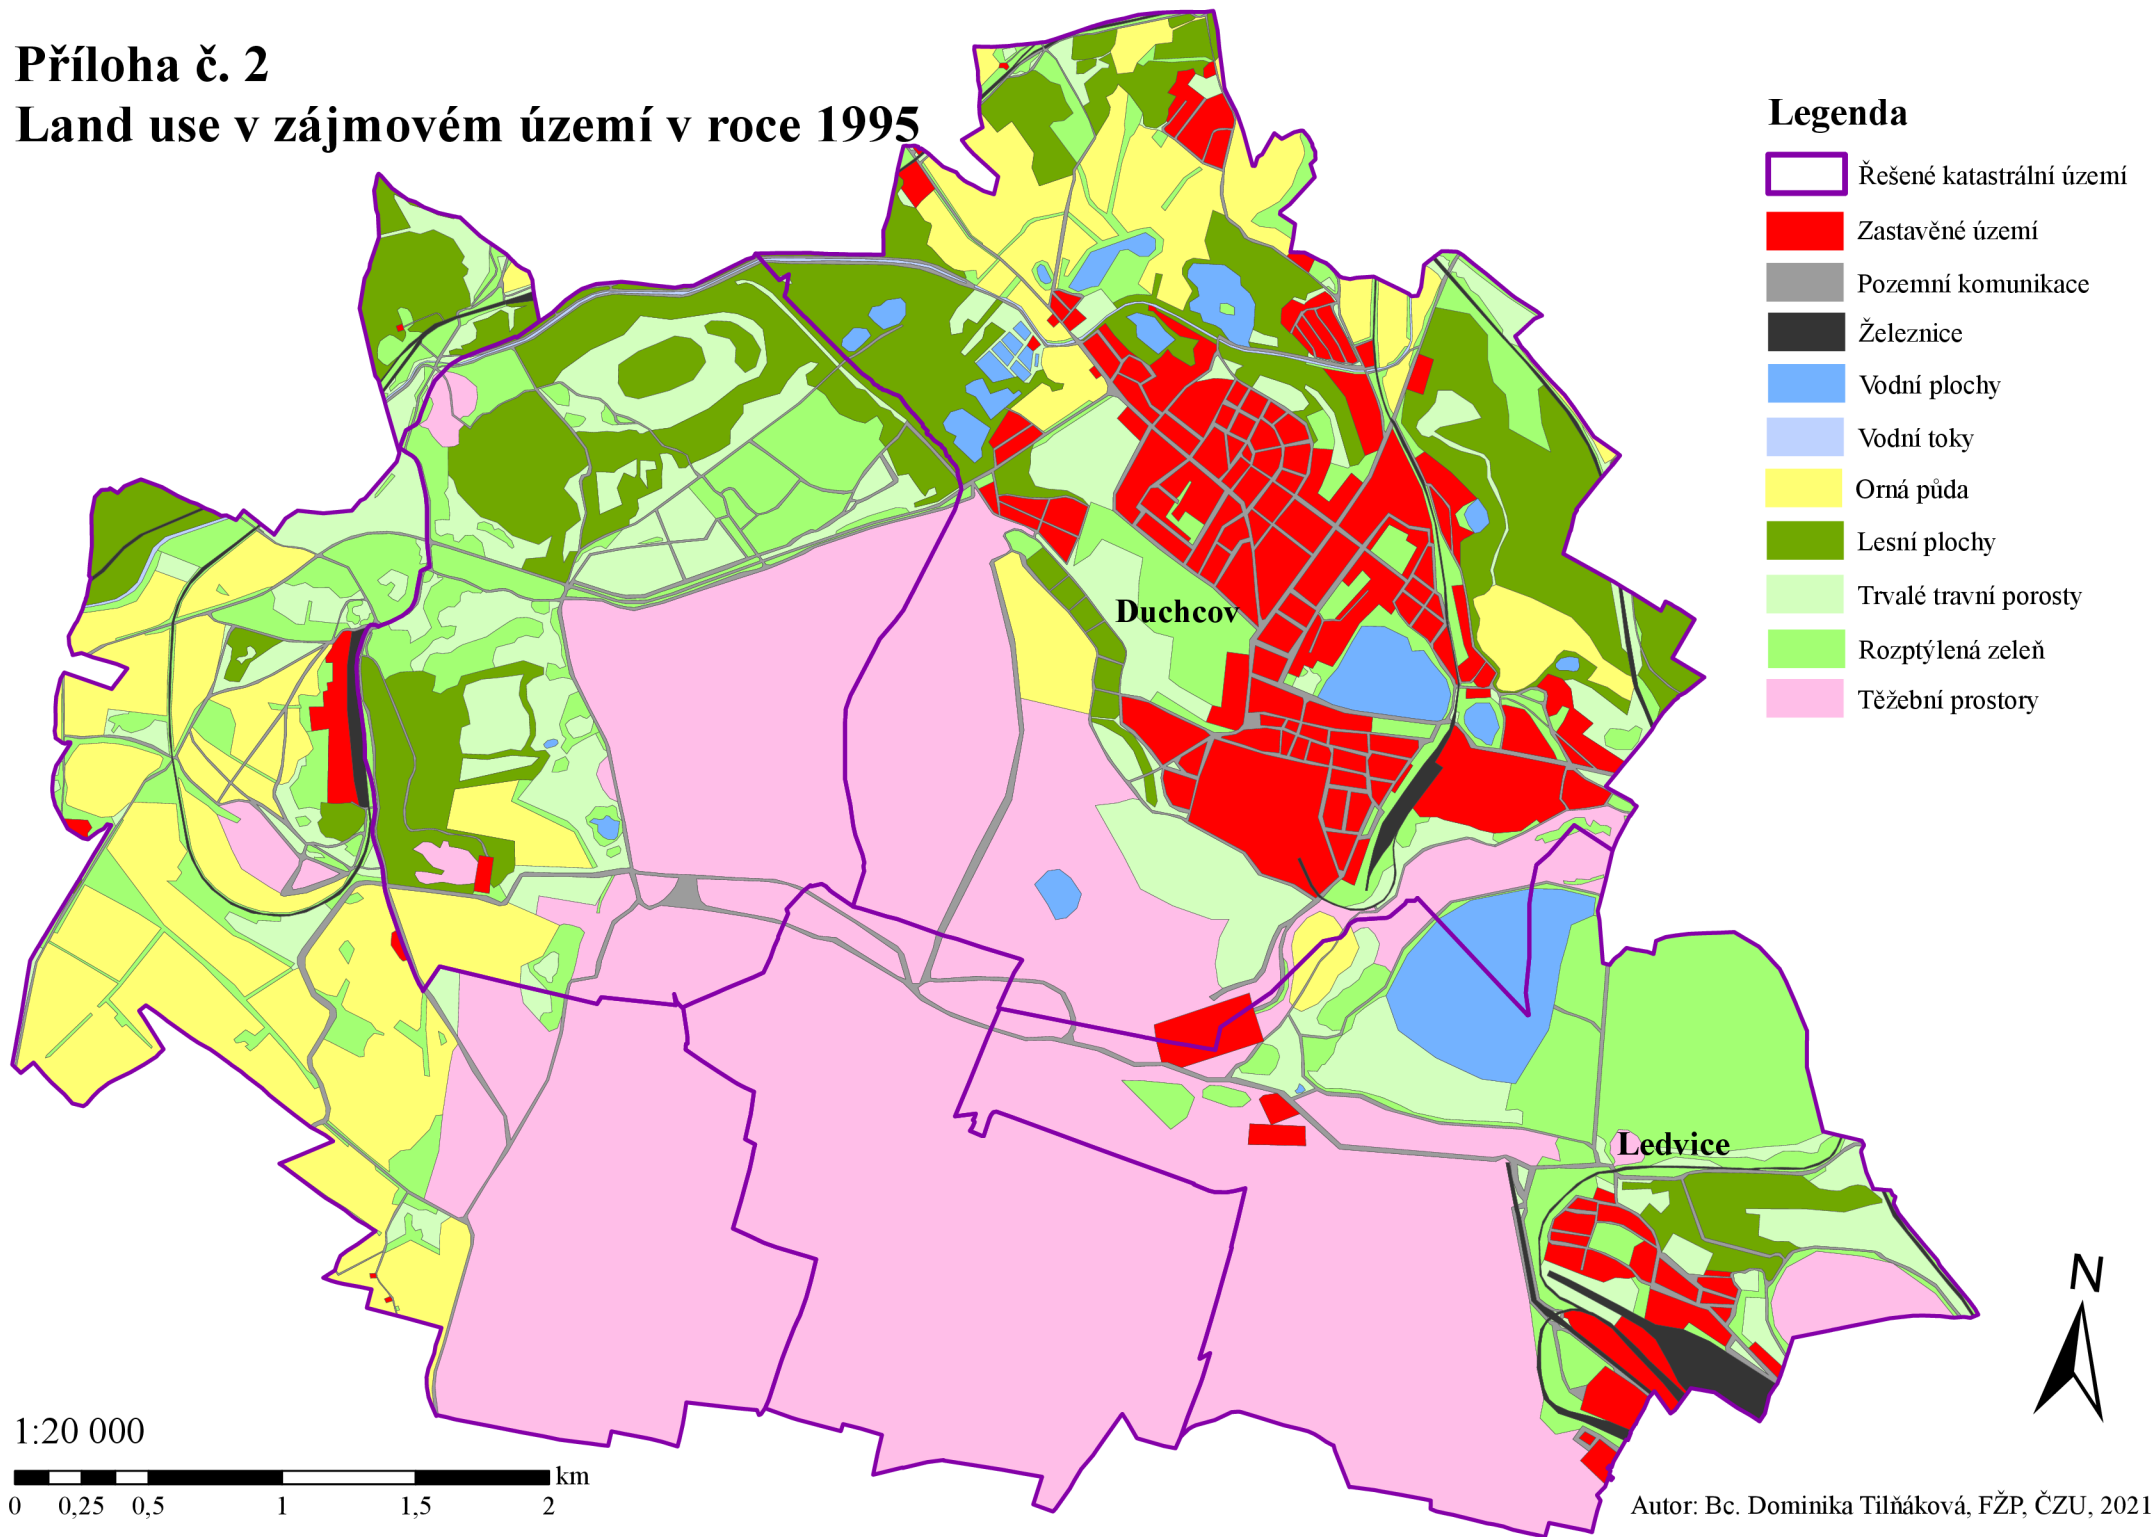 Příloha č. 2
Land use v zájmovém území v roce 1995
Legenda
Řešené katastrální území
Zastavěné území
Pozemní komunikace
Železnice
Vodní plochy
Vodní toky
Orná půda
Lesní plochy
Trvalé travní porosty
Rozptýlená zeleň
Těžební prostory
Duchcov
Ledvice
N
1:20 000
km
0 0,25 0,5 1 1,5 2
Autor: Bc. Dominika Tilňáková, FŽP, ČZU, 2021